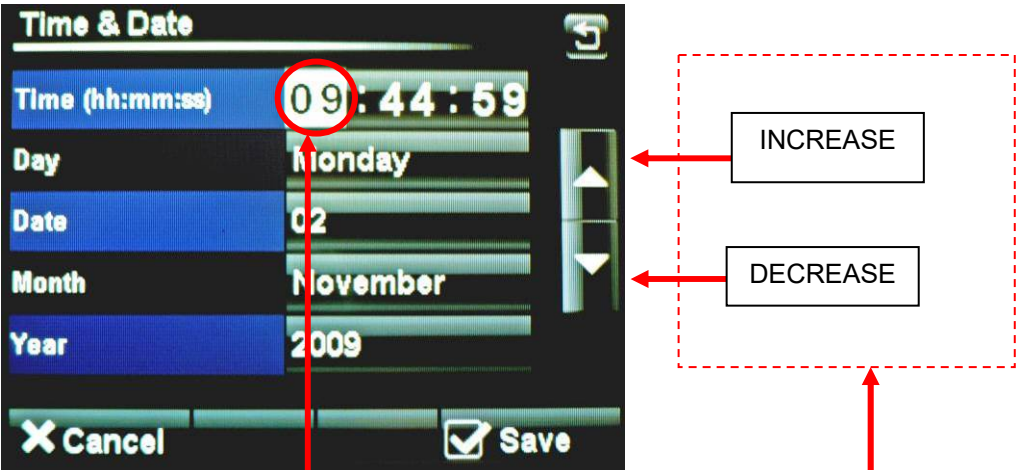 Time & Date
Time (hh:mm:ss) 09:44:59
Day Monday
Date 02
Month November
Year 2009
Cancel Save
INCREASE
DECREASE